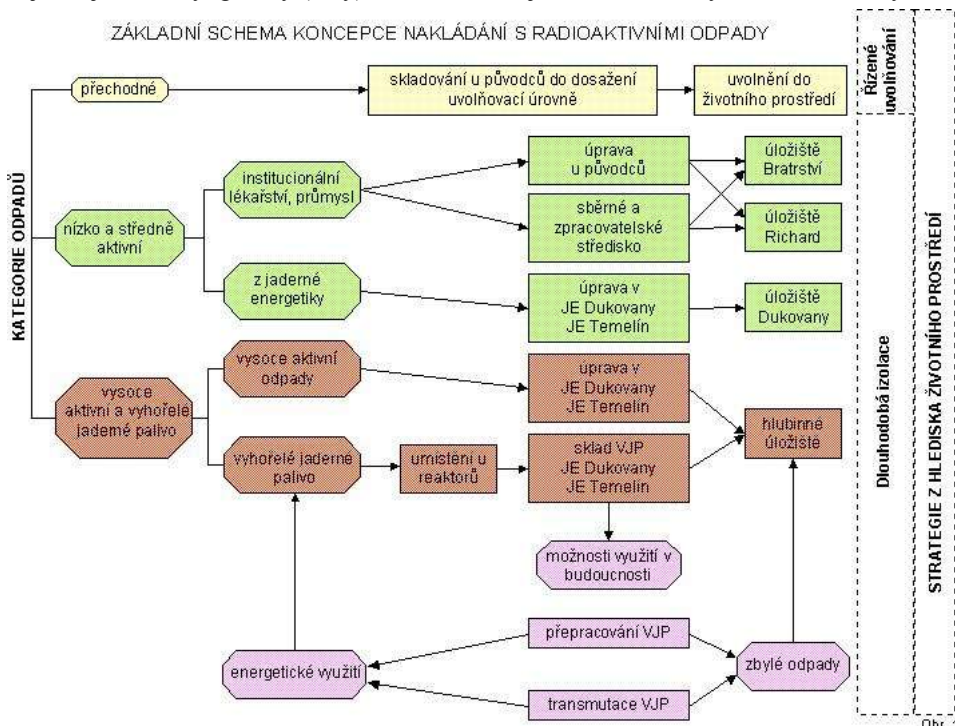 ZÁKLADNÍ SCHEMA KONCEPCE NAKLÁDÁNÍ S RADIOAKTIVNÍMI ODPADY
KATEGORIE ODPADŮ
přechodné
skladování u původců do dosažení
uvolňovací úrovně
uvolnění do
životního prostředí
nízko a středně
aktivní
institucionální
lékařství, průmysl
úprava
u původců
sběrné a
zpracovatelské
středisko
úložiště
Bratrství
úložiště
Richard
z jaderné
energetiky
úprava v
JE Dukovany
JE Temelín
úložiště
Dukovany
vysoce
aktivní a vyhořelé
jaderné palivo
vysoce aktivní
odpady
úprava v
JE Dukovany
JE Temelín
vyhořelé jaderné
palivo
umístění u
reaktorů
sklad VJP
JE Dukovany
JE Temelín
hlubinné
úložiště
možnosti využití v
budoucnosti
energetické využití
přepracování VJP
transmutace VJP
zbylé odpady
Řízené
uvolňování
Dlouhodobá izolace
STRATEGIE Z HLEDISKA ŽIVOTNÍHO PROSTŘEDÍ